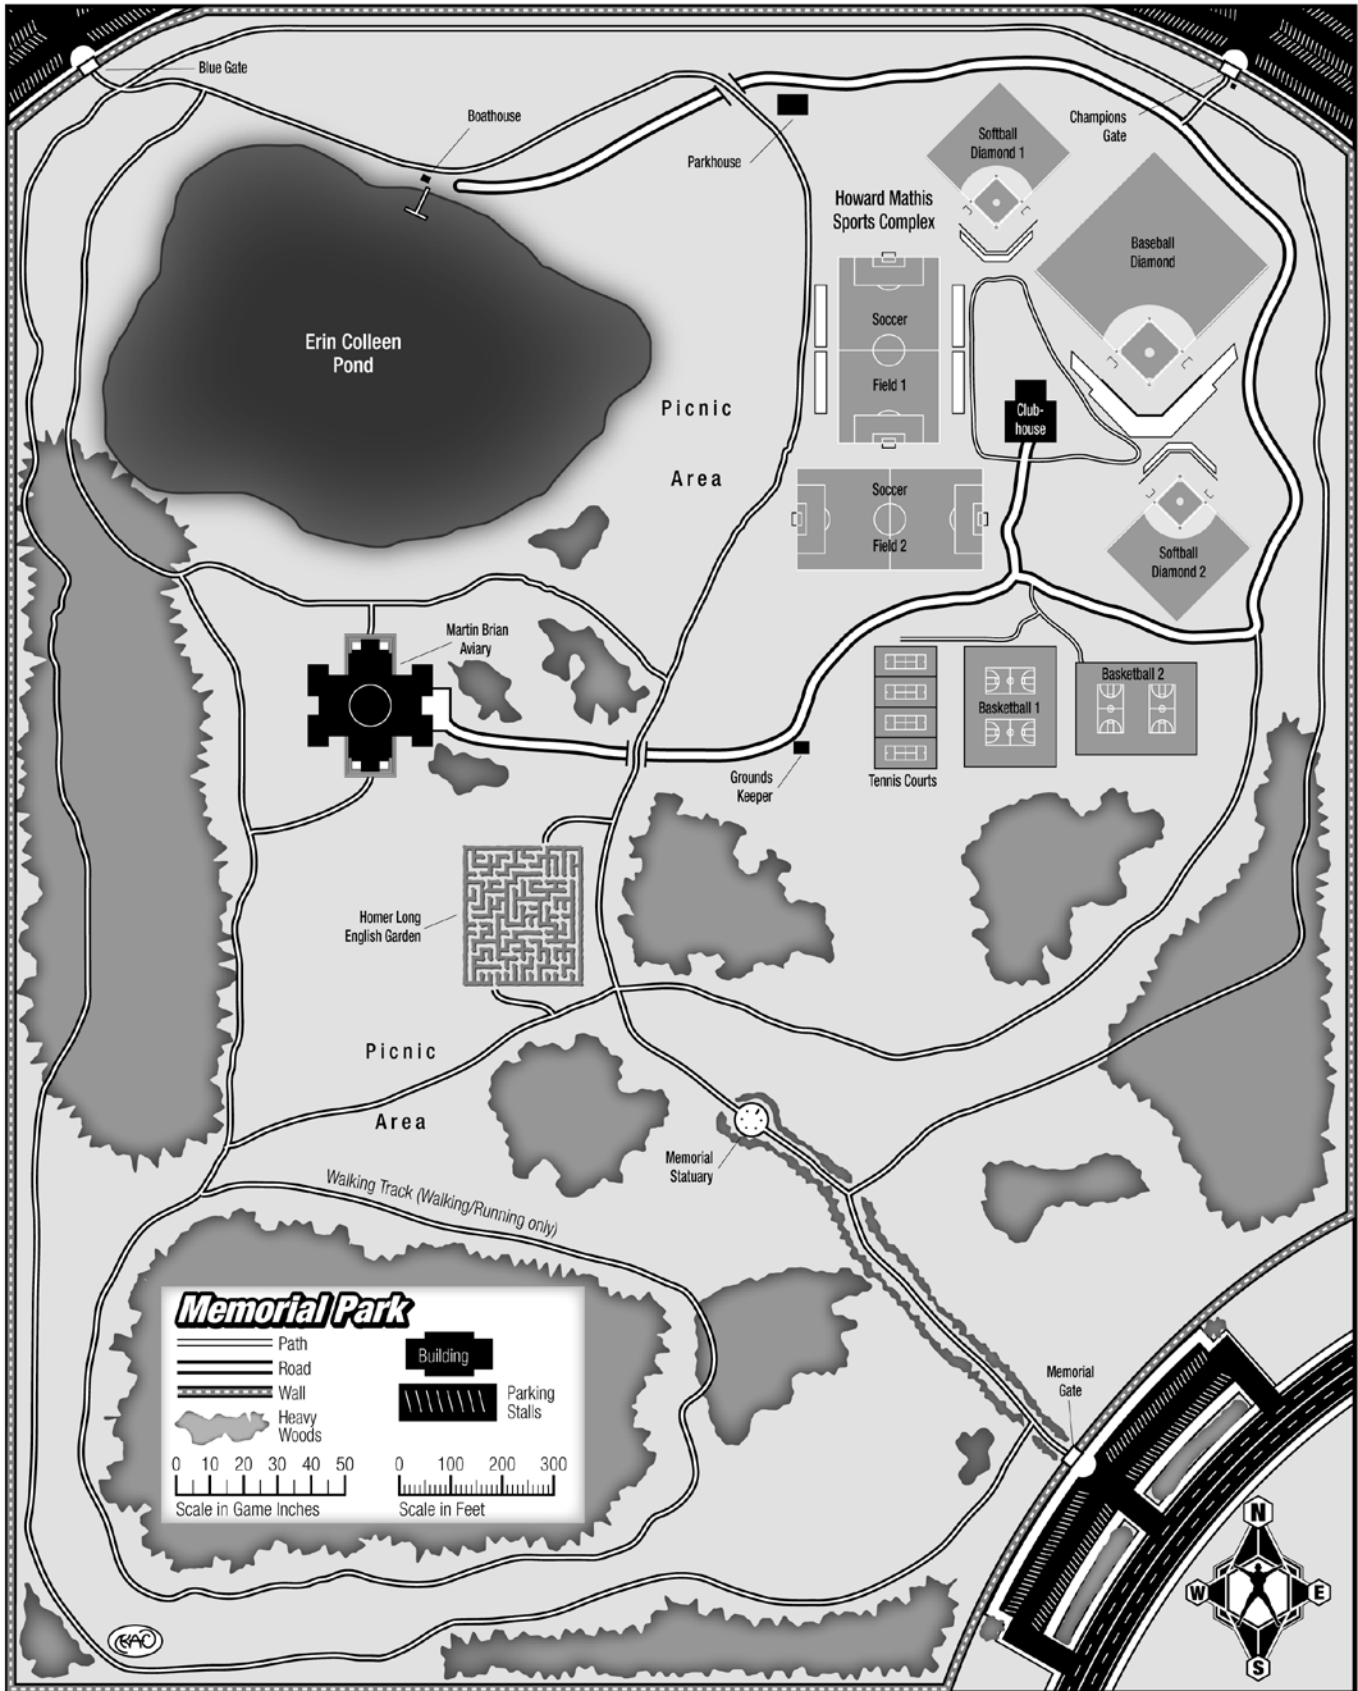 Blue Gate
Boathouse
Parkhouse
Champions
Gate
Softball
Diamond 1
Howard Mathis
Sports Complex
Baseball
Diamond
Erin Colleen
Pond
Soccer
Field 1
Picnic
Area
Club-
house
Soccer
Field 2
Softball
Diamond 2
Martin Brian
Aviary
Basketball 2
Basketball 1
Grounds
Keeper
Tennis Courts
Homer Long
English Garden
Picnic
Area
Memorial
Statuary
Walking Track (Walking/Running only)
Memorial Park
Path
Road
Wall
Heavy
Woods
Building
Parking
Stalls
0 10 20 30 40 50
Scale in Game Inches
0 100 200 300
Scale in Feet
Memorial
Gate
N
W
E
S
KAC